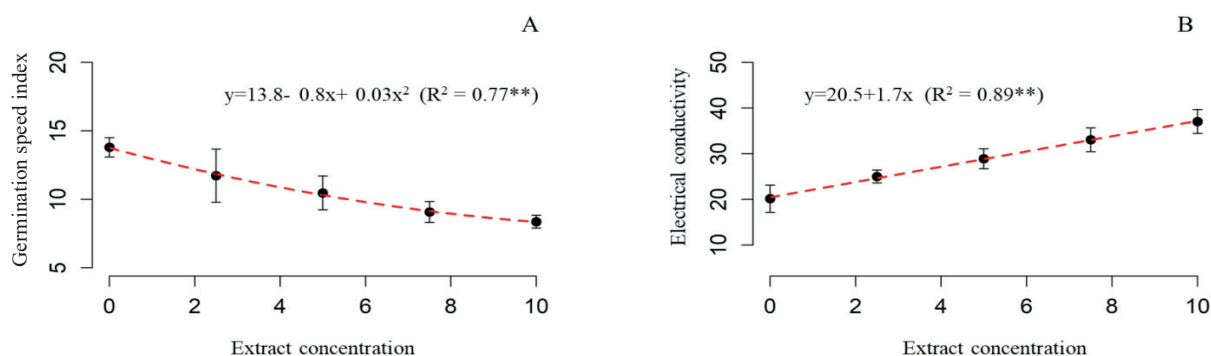 A
Germination speed index
20
15
10
5
y=13.8- 0.8x+ 0.03x² (R² = 0.77**)
0 2 4 6 8 10
Extract concentration
B
Electrical conductivity
50
40
30
20
10
y=20.5+1.7x (R² = 0.89**)
0 2 4 6 8 10
Extract concentration